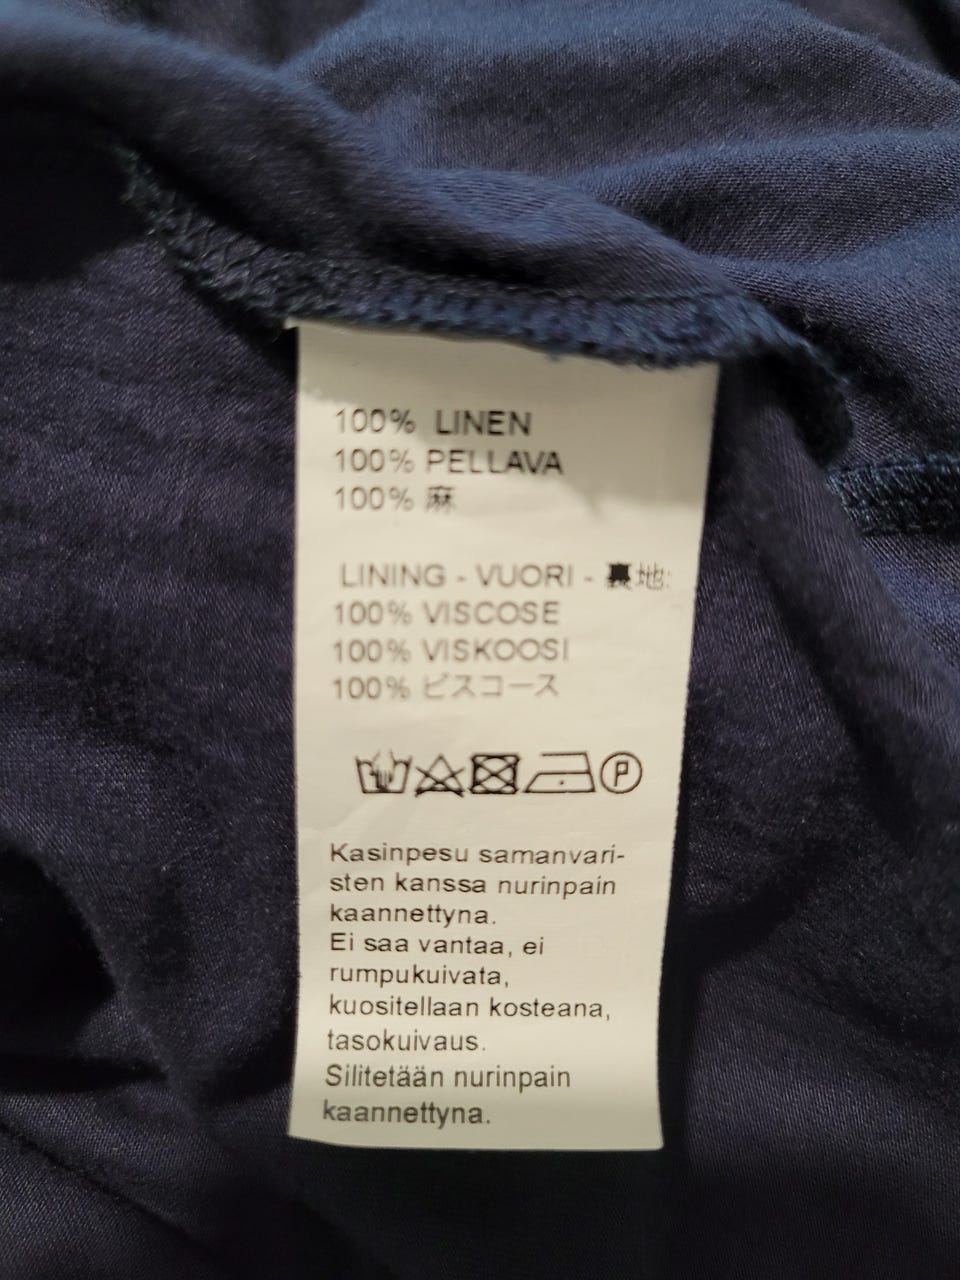 100% LINEN
100% PELLAVA
100% 麻
LINING - VUORI - 裏地:
100% VISCOSE
100% VISKOOSI
100% ビスコース
P
Kasinpesu samanvari-
sten kanssa nurinpain
kaannettyna.
Ei saa vantaa, ei
rumpukuivata,
kuositellaan kosteana,
tasokuivaus.
Silitetään nurinpain
kaannettyna.